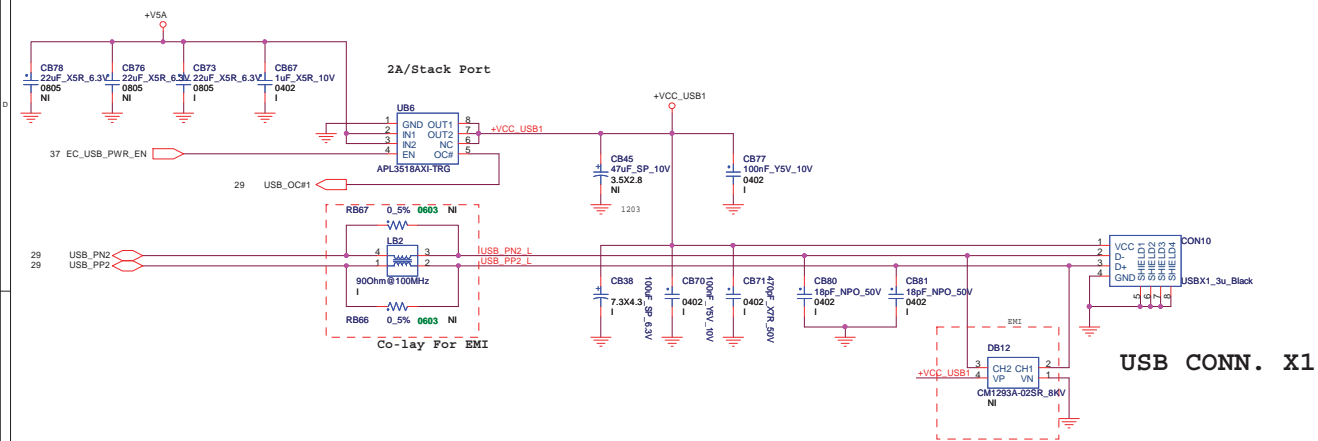 +V5A
CB78
22uF_X5R_6.3V
0805
NI
CB76
22uF_X5R_6.3V
0805
NI
CB73
22uF_X5R_6.3V
0805
I
CB67
1uF_X5R_10V
0402
I
D
2A/Stack Port
UB6
1 GND OUT1 8
2 IN1 OUT2 7
3 IN2 NC 6
4 EN OC# 5
APL3518AXI-TRG
+VCC_USB1
37 EC_USB_PWR_EN
29 USB_OC#1
+VCC_USB1
CB45
47uF_SP_10V
3.5X2.8
NI
1203
CB77
100nF_Y5V_10V
0402
I
RB67 0_5% 0603 NI
LB2
4 3
1 2
90Ohm@100MHz
I
RB66 0_5% 0603 NI
Co-lay For EMI
29 USB_PN2
29 USB_PP2
USB_PN2_L
USB_PP2_L
CB38
7.3X4.3
I
100uF_SP_6.3V
CB70
0402
I
100nF_Y5V_10V
CB71
0402
I
470pF_X7R_50V
CB80
18pF_NPO_50V
0402
I
CB81
18pF_NPO_50V
0402
I
CON10
1 VCC
2 D-
3 D+
4 GND
SHIELD1
SHIELD2
SHIELD3
SHIELD4
5 6 7 8
USBX1_3u_Black
EMI
DB12
3 CH2 CH1 2
4 VP VN 1
+VCC_USB1
CM1293A-02SR_8KV
NI
USB CONN. X1